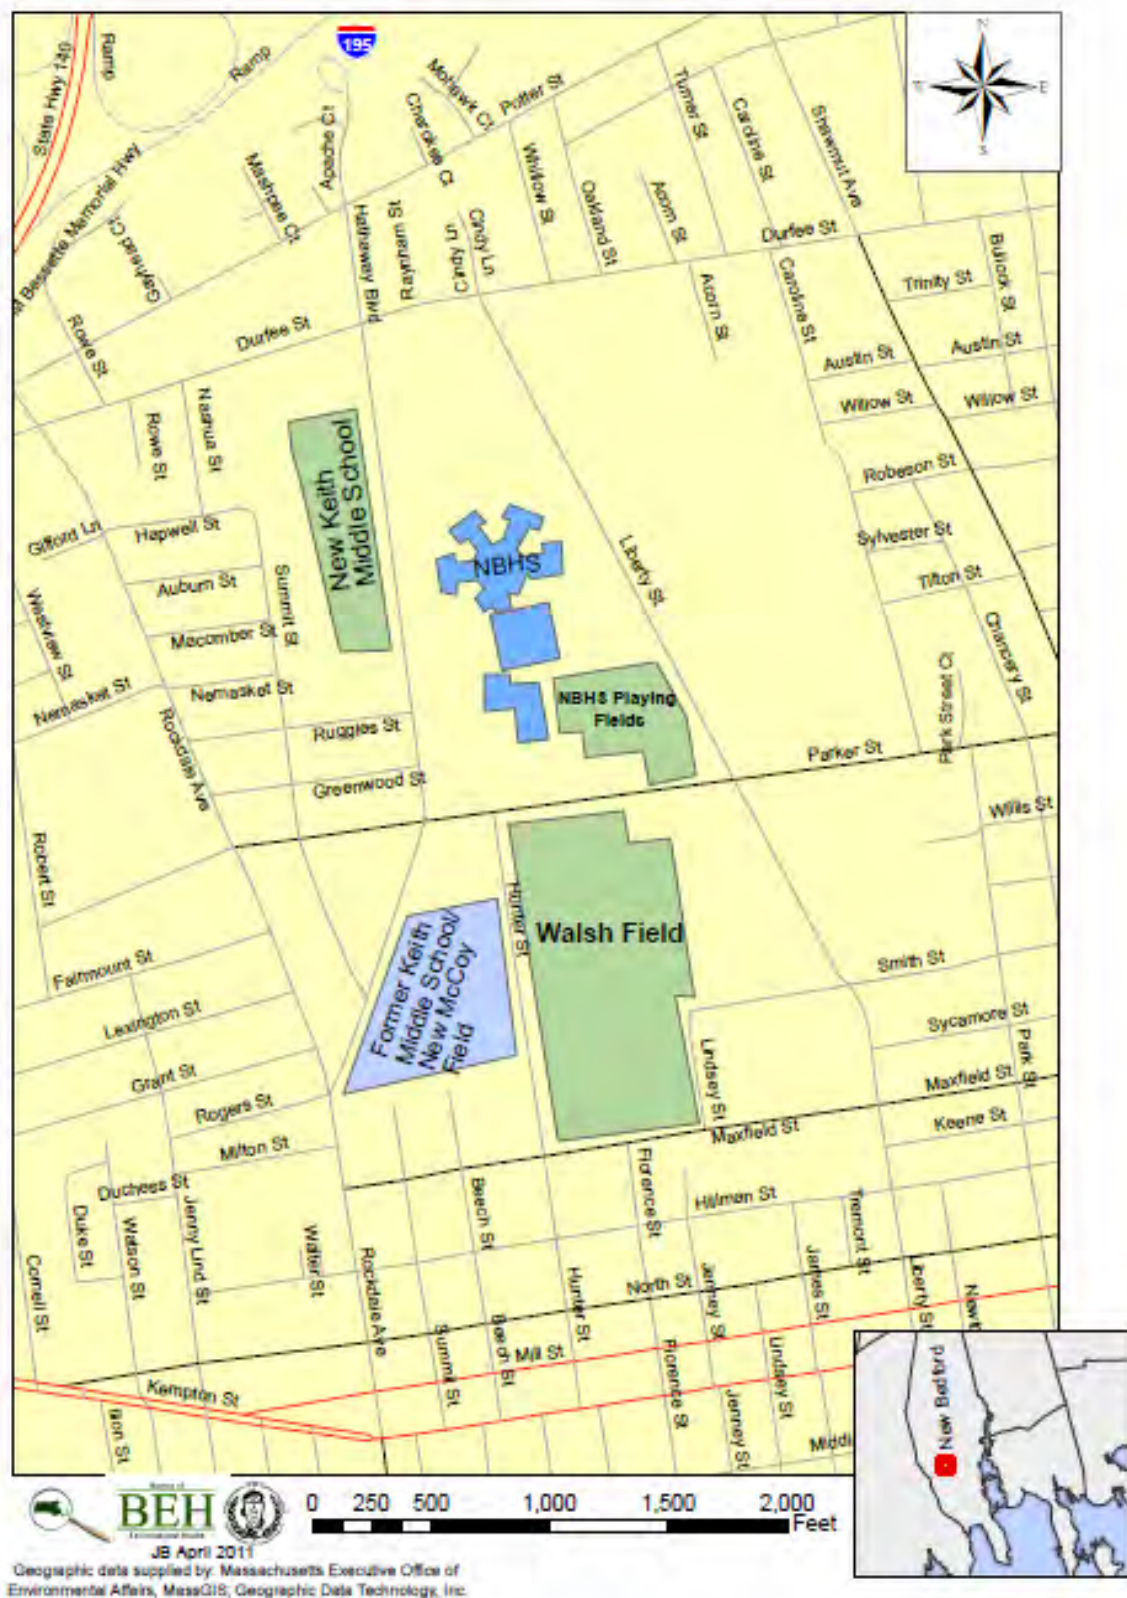 195
N
E
S
State Hwy 140
Ramp
Ramp
Mohawk Ct
Potter St
Turner St
Caroline St
Shawmut Ave
Apache Ct
Cherokee Ct
Whitlow St
Mashpee Ct
Oakland St
Acorn St
Bessette Memorial Hwy
Gayhead Ct
Hathaway Blvd
Raynham St
Cindy Ln
Cindy Ln
Durfee St
Bullock St
Trinity St
Acorn St
Caroline St
Rowe St
Durfee St
Austin St
Austin St
Willow St
Willow St
Rowe St
Nashua St
New Keith
Middle School
Robeson St
Gifford Ln
Hapwell St
NBHS
Liberty St
Sylvester St
Tifton St
Auburn St
Summit St
Westview St
Macomber St
Chancery St
Nemasket St
Nemasket St
NBHS Playing
Fields
Park Street Ct
Rockdale Ave
Ruggles St
Parker St
Greenwood St
Willis St
Robert St
Hunter St
Walsh Field
Former Keith
Middle School/
New McCoy
Field
Fairmount St
Smith St
Lexington St
Sycamore St
Park St
Grant St
Lindsey St
Maxfield St
Rogers St
Keene St
Maxfield St
Milton St
Florence St
Duchess St
Beech St
Hillman St
Duke St
Watson St
Jenny Lind St
Walter St
Rockdale Ave
Tremont St
James St
Cornell St
North St
Hunter St
Jenney St
Liberty St
Mill St
Summit St
Beech St
Florence St
Lindsey St
Kempton St
Jenney St
New Bedford
BEH
0 250 500 1,000 1,500 2,000
Feet
JB April 2011
Geographic data supplied by: Massachusetts Executive Office of
Environmental Affairs, MassGIS; Geographic Data Technology, Inc.